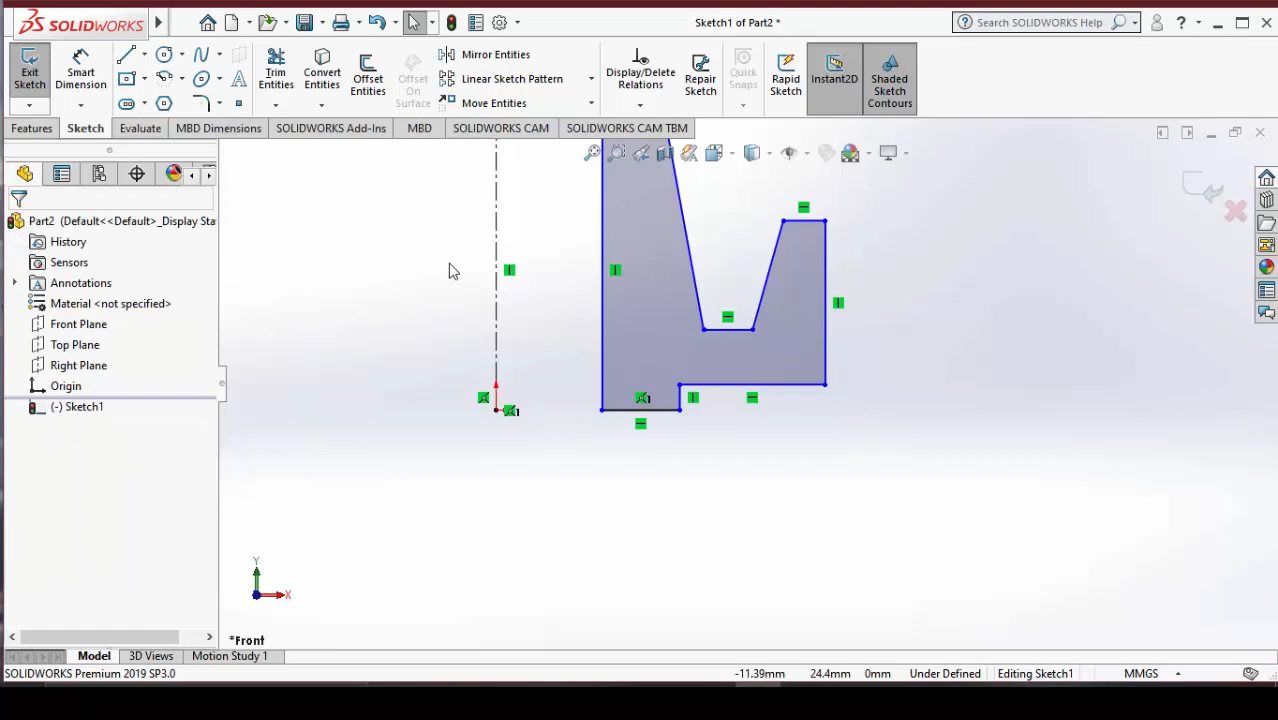 SOLIDWORKS
Sketch1 of Part2 *
Search SOLIDWORKS Help
?
Exit Sketch
Smart Dimension
Trim Entities
Convert Entities
Offset Entities
Offset On Surface
Mirror Entities
Linear Sketch Pattern
Move Entities
Display/Delete Relations
Repair Sketch
Quick Snaps
Rapid Sketch
Instant2D
Shaded Sketch Contours
Features
Sketch
Evaluate
MBD Dimensions
SOLIDWORKS Add-Ins
MBD
SOLIDWORKS CAM
SOLIDWORKS CAM TBM
Part2 (Default<<Default>_Display Sta
History
Sensors
Annotations
Material <not specified>
Front Plane
Top Plane
Right Plane
Origin
(-) Sketch1
1
1
Y
X
*Front
Model
3D Views
Motion Study 1
SOLIDWORKS Premium 2019 SP3.0
-11.39mm
24.4mm
0mm
Under Defined
Editing Sketch1
MMGS